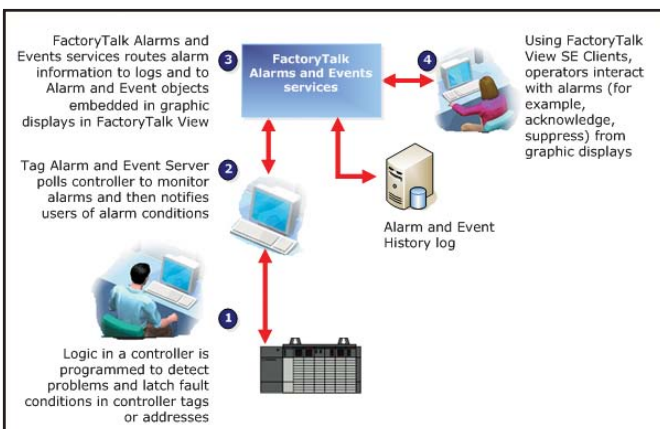 FactoryTalk Alarms and
Events services routes alarm
information to logs and to
Alarm and Event objects
embedded in graphic
displays in FactoryTalk View
3
FactoryTalk
Alarms and Events
services
4
Using FactoryTalk
View SE Clients,
operators interact
with alarms (for
example,
acknowledge,
suppress) from
graphic displays
Tag Alarm and Event Server
polls controller to monitor
alarms and then notifies
users of alarm conditions
2
Alarm and Event
History log
1
Logic in a controller is
programmed to detect
problems and latch fault
conditions in controller tags
or addresses